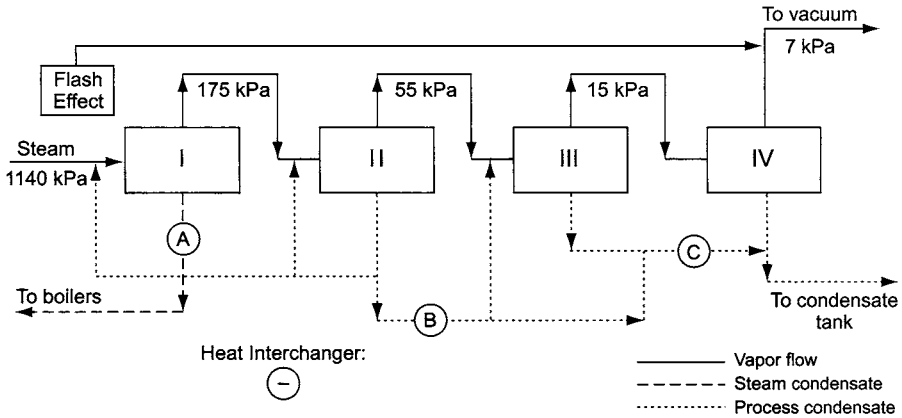 To vacuum
7 kPa
Flash
Effect
175 kPa
55 kPa
15 kPa
Steam
1140 kPa
I
II
III
IV
A
C
To boilers
B
To condensate
tank
Heat Interchanger:
Vapor flow
Steam condensate
Process condensate